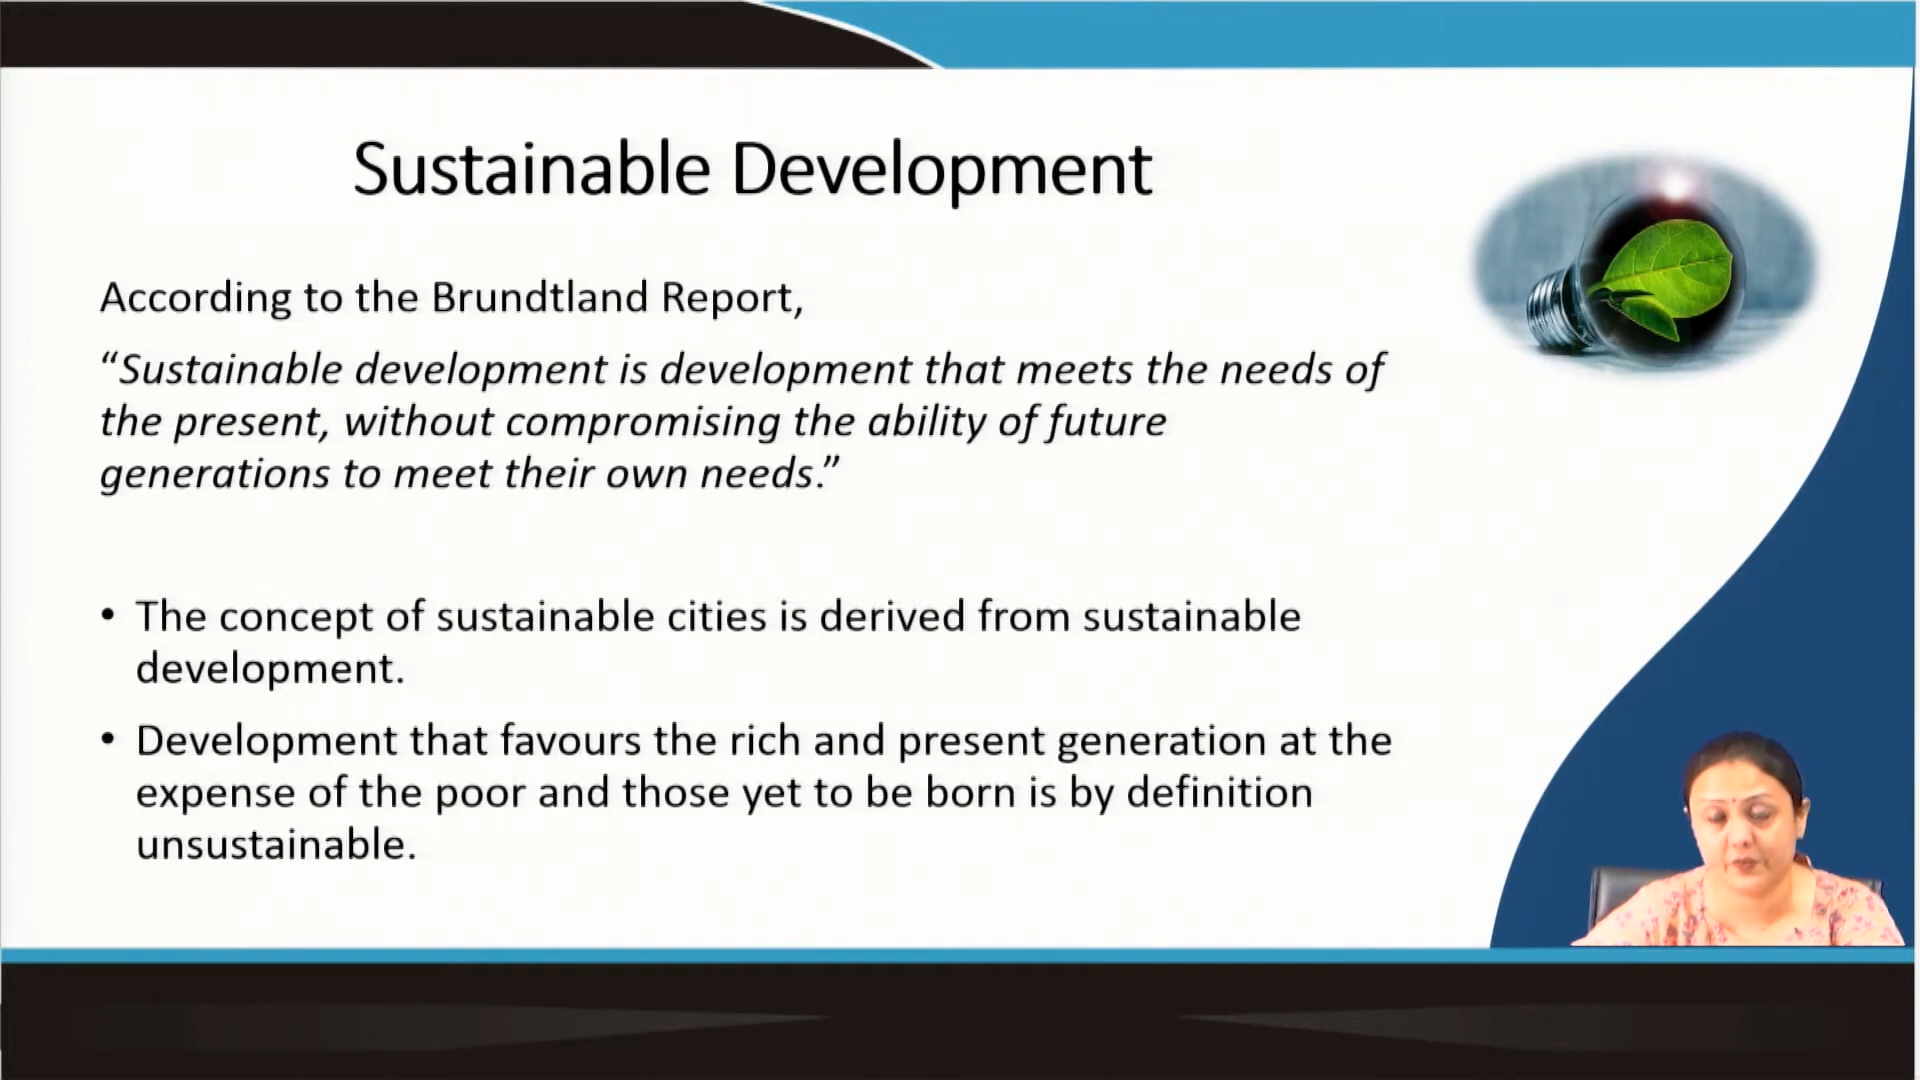 Sustainable Development
According to the Brundtland Report,
“Sustainable development is development that meets the needs of
the present, without compromising the ability of future
generations to meet their own needs.”
• The concept of sustainable cities is derived from sustainable
development.
• Development that favours the rich and present generation at the
expense of the poor and those yet to be born is by definition
unsustainable.